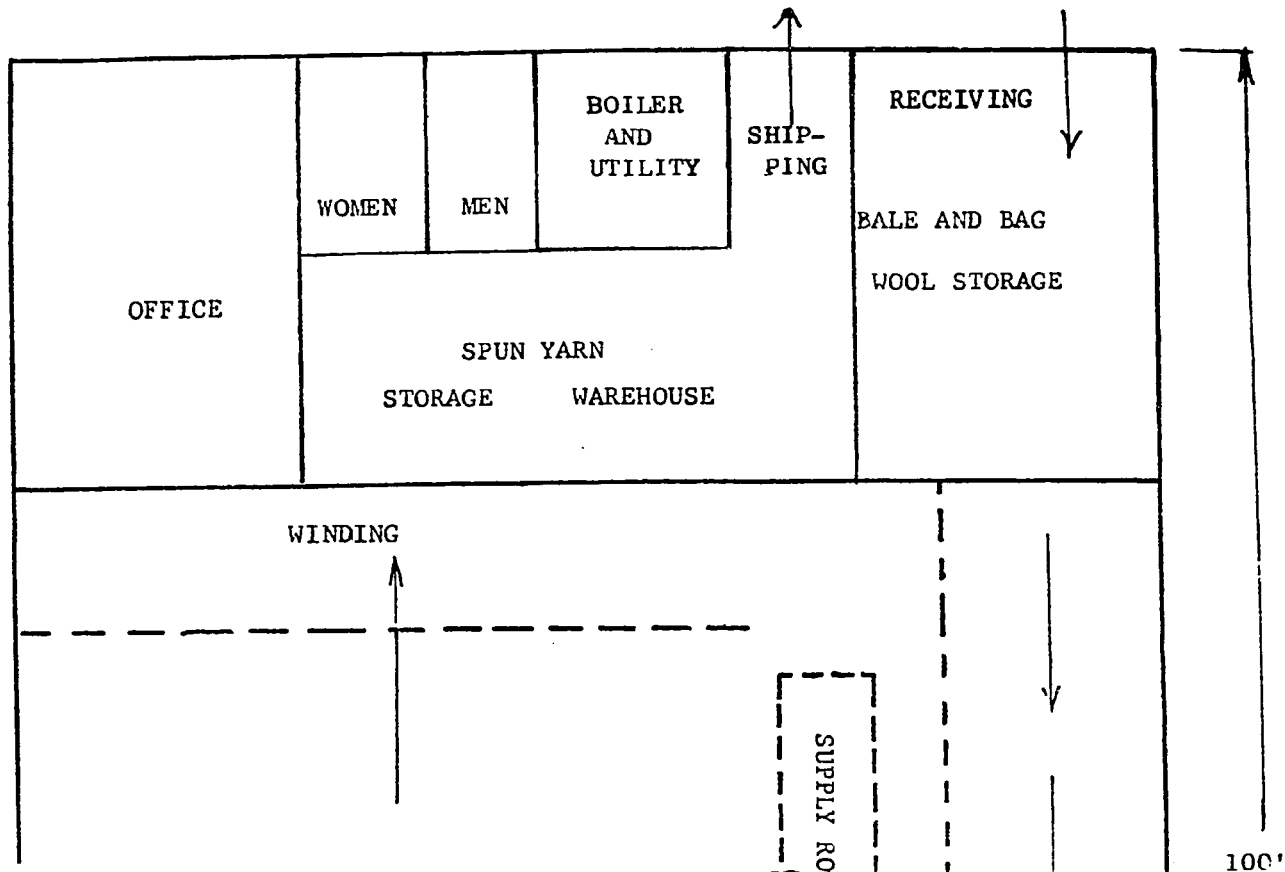 BOILER
AND
UTILITY
SHIP-
PING
RECEIVING
WOMEN
MEN
BALE AND BAG
WOOL STORAGE
OFFICE
SPUN YARN
STORAGE WAREHOUSE
WINDING
SUPPLY RO
100'